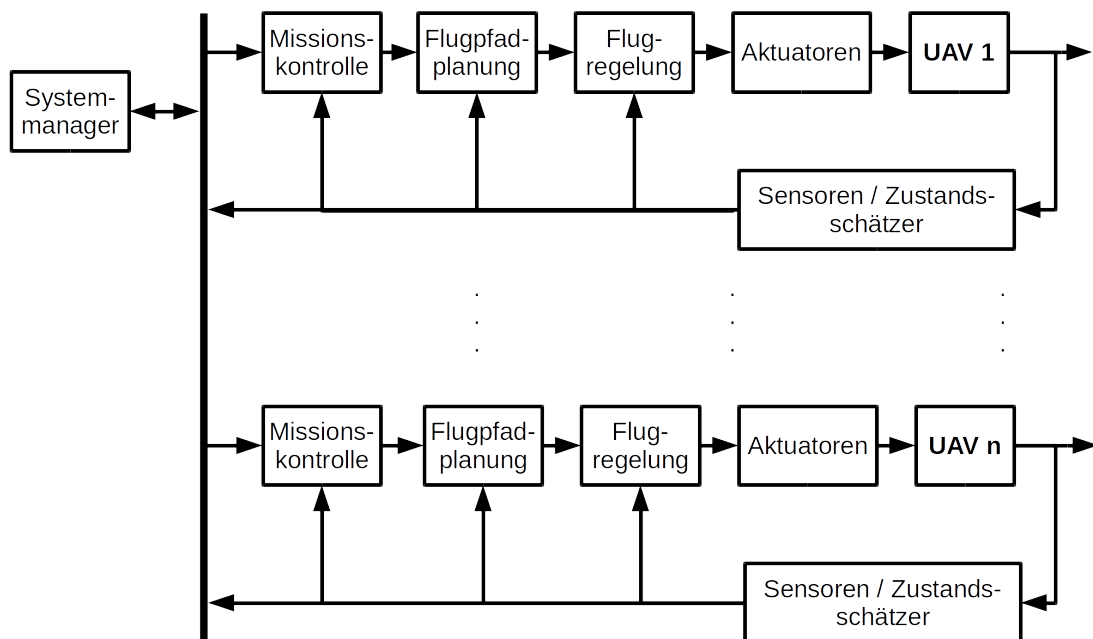 Missions-
kontrolle
Flugpfad-
planung
Flug-
regelung
Aktuatoren
UAV 1
System-
manager
Sensoren / Zustands-
schätzer
Missions-
kontrolle
Flugpfad-
planung
Flug-
regelung
Aktuatoren
UAV n
Sensoren / Zustands-
schätzer